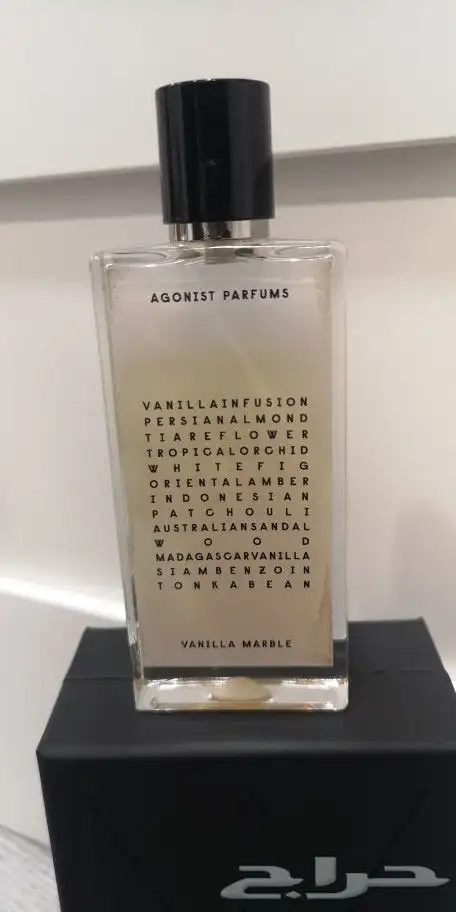 AGONIST PARFUMS
VANILLAINFUSION
PERSIANALMOND
TIAREFLOWER
TROPICALORCHID
WHITEFIG
ORIENTALAMBER
INDONESIAN
PATCHOULI
AUSTRALIANSANDAL
WOOD
MADAGASCARVANILLA
SIAMBENZOIN
TONKABEAN
VANILLA MARBLE
حراج